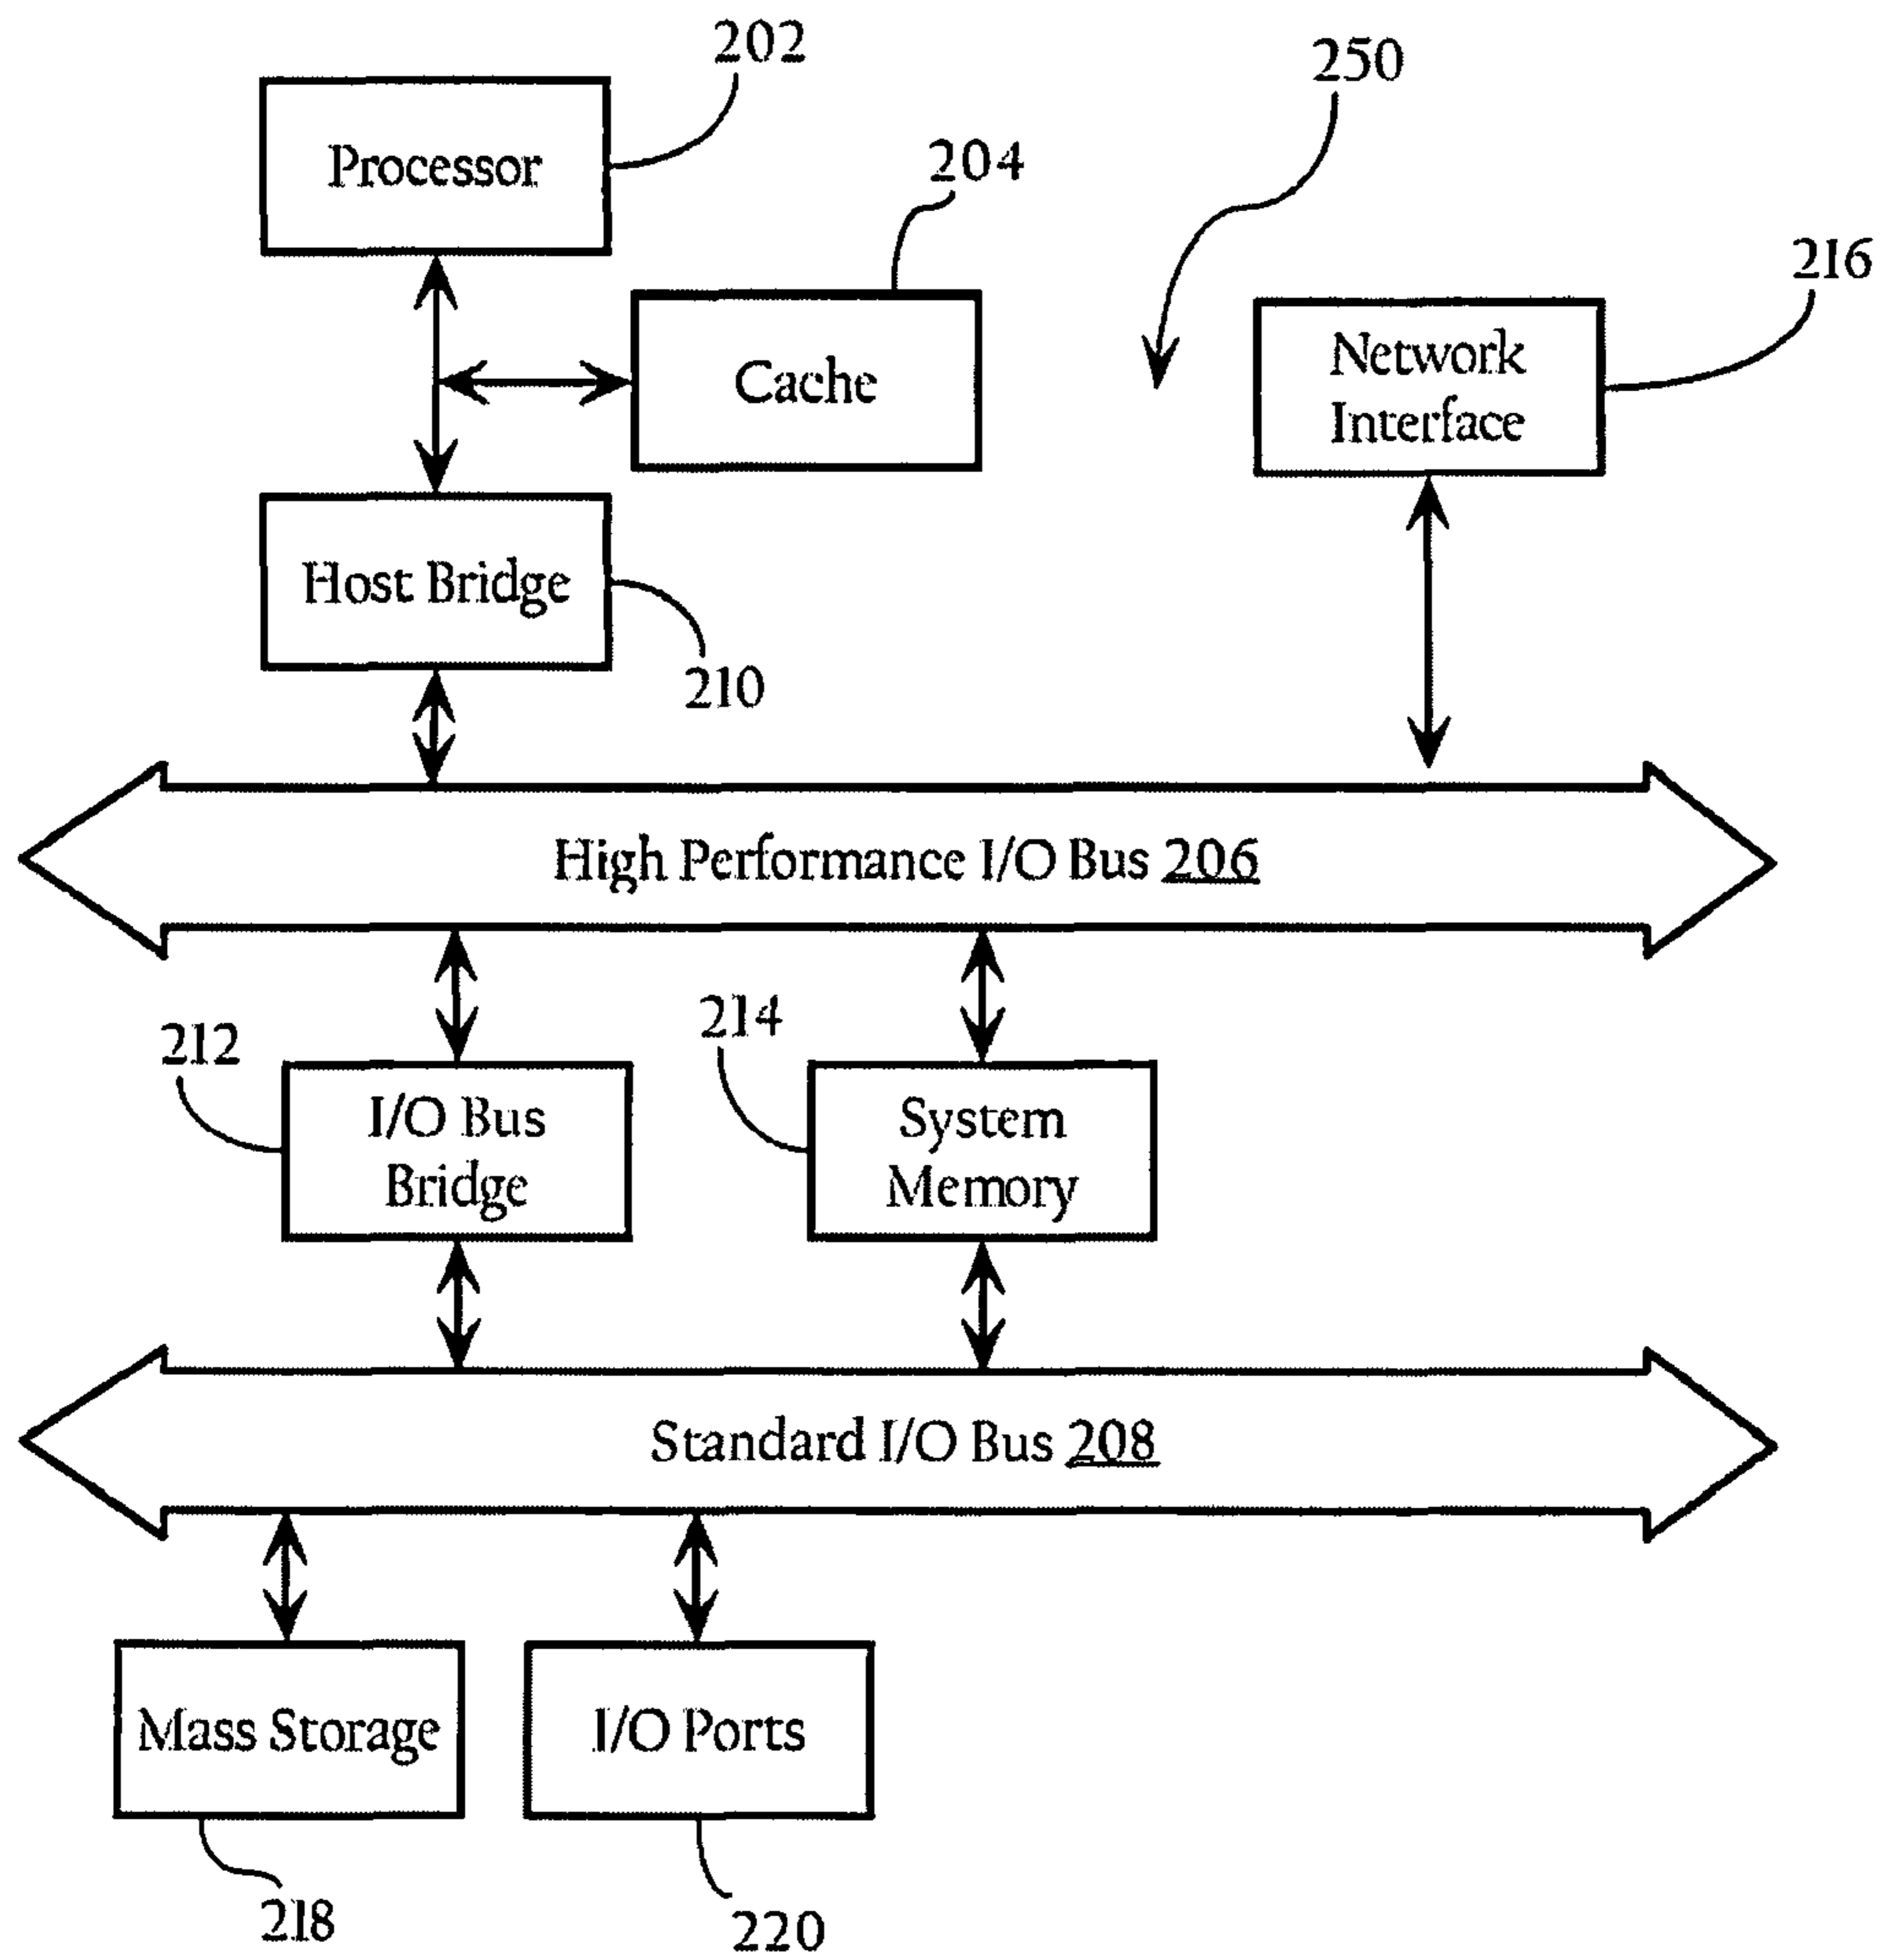 202
250
Processor
204
216
Network
Interface
Cache
Host Bridge
210
High Performance I/O Bus 206
212
214
I/O Bus
Bridge
System
Memory
Standard I/O Bus 208
Mass Storage
I/O Ports
218
220